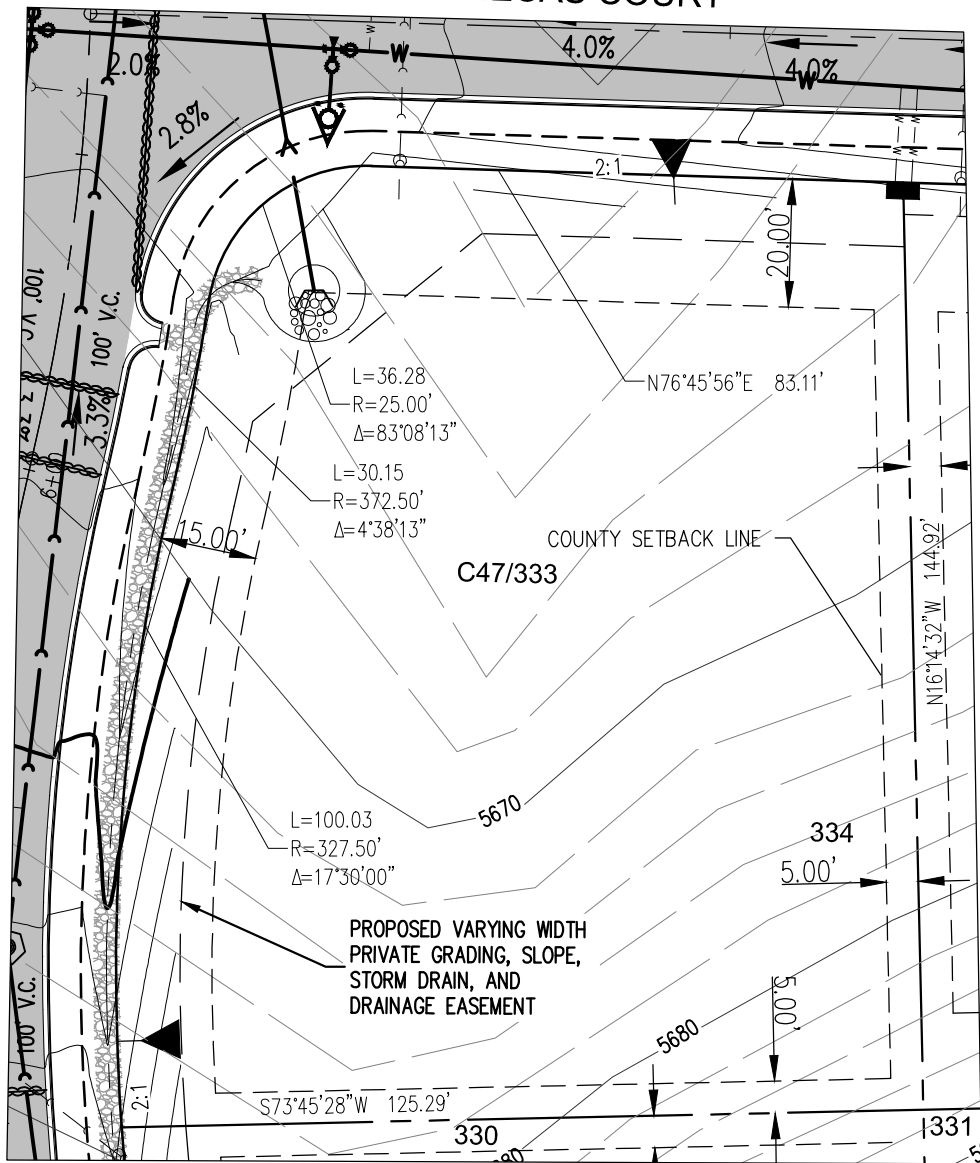 4.0%
W
2.0%
4.0%
W
2.8%
2:1
20.00'
100' V.C.
3.3%
L=36.28
R=25.00'
Δ=83°08'13"
N76°45'56"E 83.11'
L=30.15
R=372.50'
Δ=4°38'13"
15.00'
COUNTY SETBACK LINE
C47/333
N16°14'32"W 144.92'
5670
L=100.03
R=327.50'
Δ=17°30'00"
334
5.00'
PROPOSED VARYING WIDTH
PRIVATE GRADING, SLOPE,
STORM DRAIN, AND
DRAINAGE EASEMENT
5.00'
5680
100' V.C.
2:1
S73°45'28"W 125.29'
330
331